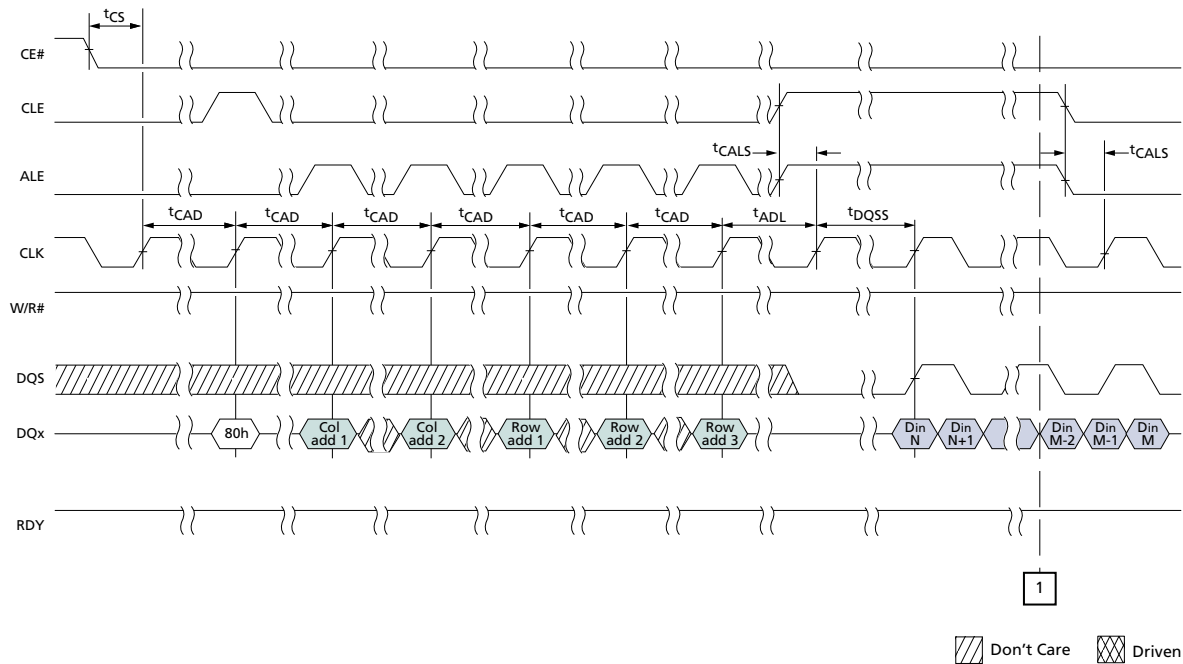 tCS
CE#
CLE
tCALS
tCALS
ALE
tCAD
tCAD
tCAD
tCAD
tCAD
tCAD
tADL
tDQSS
CLK
W/R#
DQS
DQx
80h
Col
add 1
Col
add 2
Row
add 1
Row
add 2
Row
add 3
Din
N
Din
N+1
Din
M-2
Din
M-1
Din
M
RDY
1
Don't Care
Driven